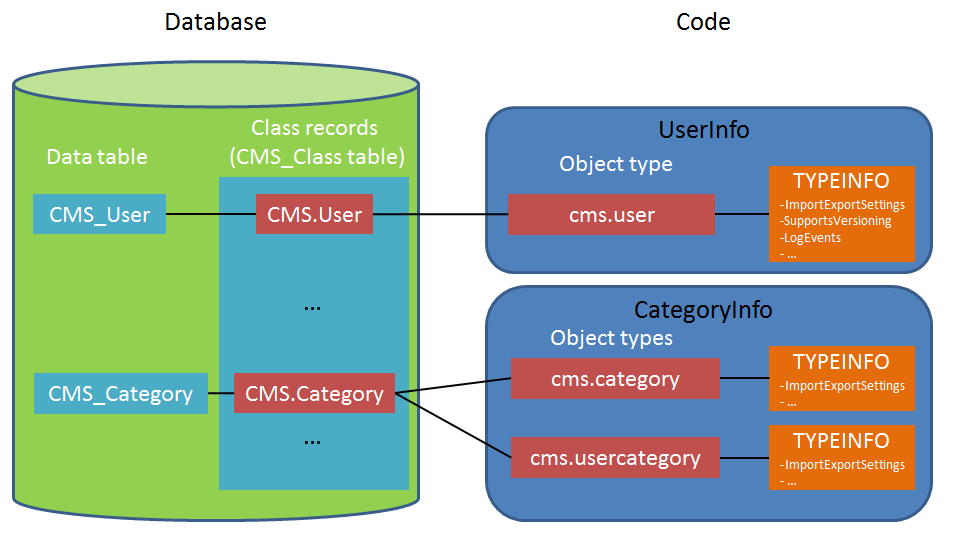 Database
Code
Data table
Class records
(CMS_Class table)
CMS_User
CMS.User
...
CMS_Category
CMS.Category
...
UserInfo
Object type
cms.user
TYPEINFO
-ImportExportSettings
-SupportsVersioning
-LogEvents
- ...
CategoryInfo
Object types
cms.category
TYPEINFO
-ImportExportSettings
- ...
cms.usercategory
TYPEINFO
-ImportExportSettings
- ...